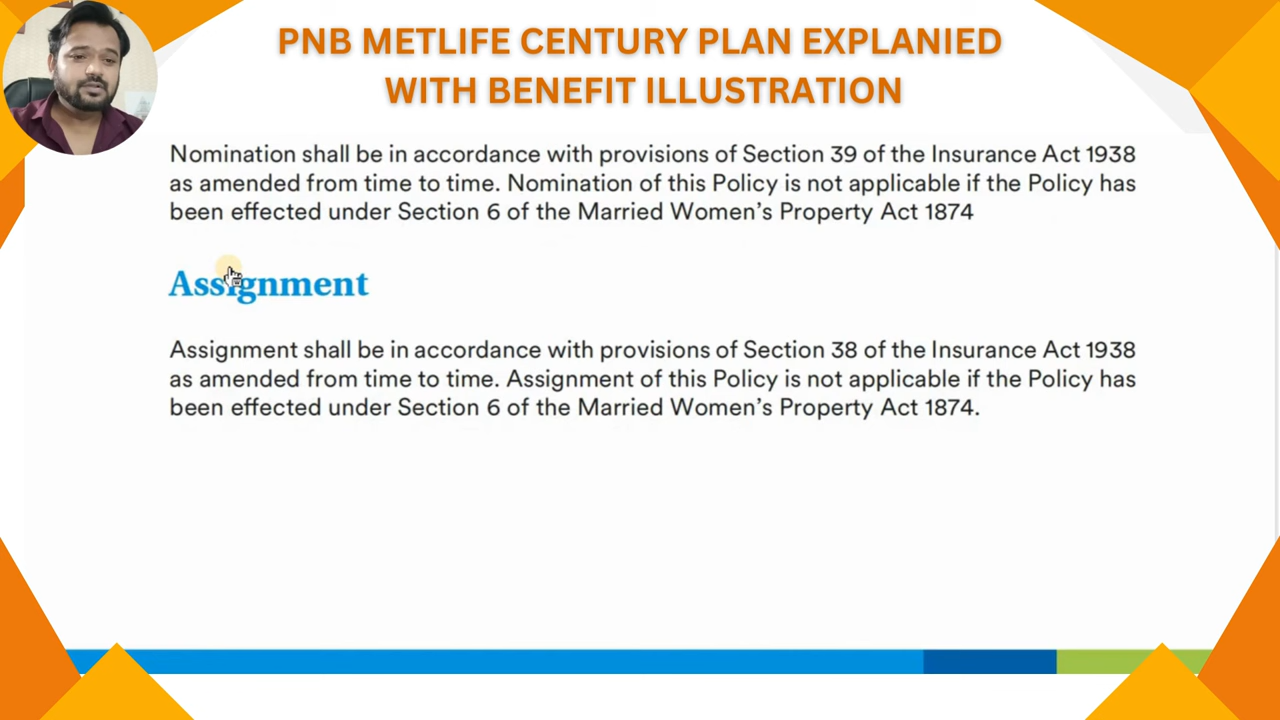 PNB METLIFE CENTURY PLAN EXPLANIED
WITH BENEFIT ILLUSTRATION
Nomination shall be in accordance with provisions of Section 39 of the Insurance Act 1938
as amended from time to time. Nomination of this Policy is not applicable if the Policy has
been effected under Section 6 of the Married Women’s Property Act 1874
Assignment
Assignment shall be in accordance with provisions of Section 38 of the Insurance Act 1938
as amended from time to time. Assignment of this Policy is not applicable if the Policy has
been effected under Section 6 of the Married Women’s Property Act 1874.